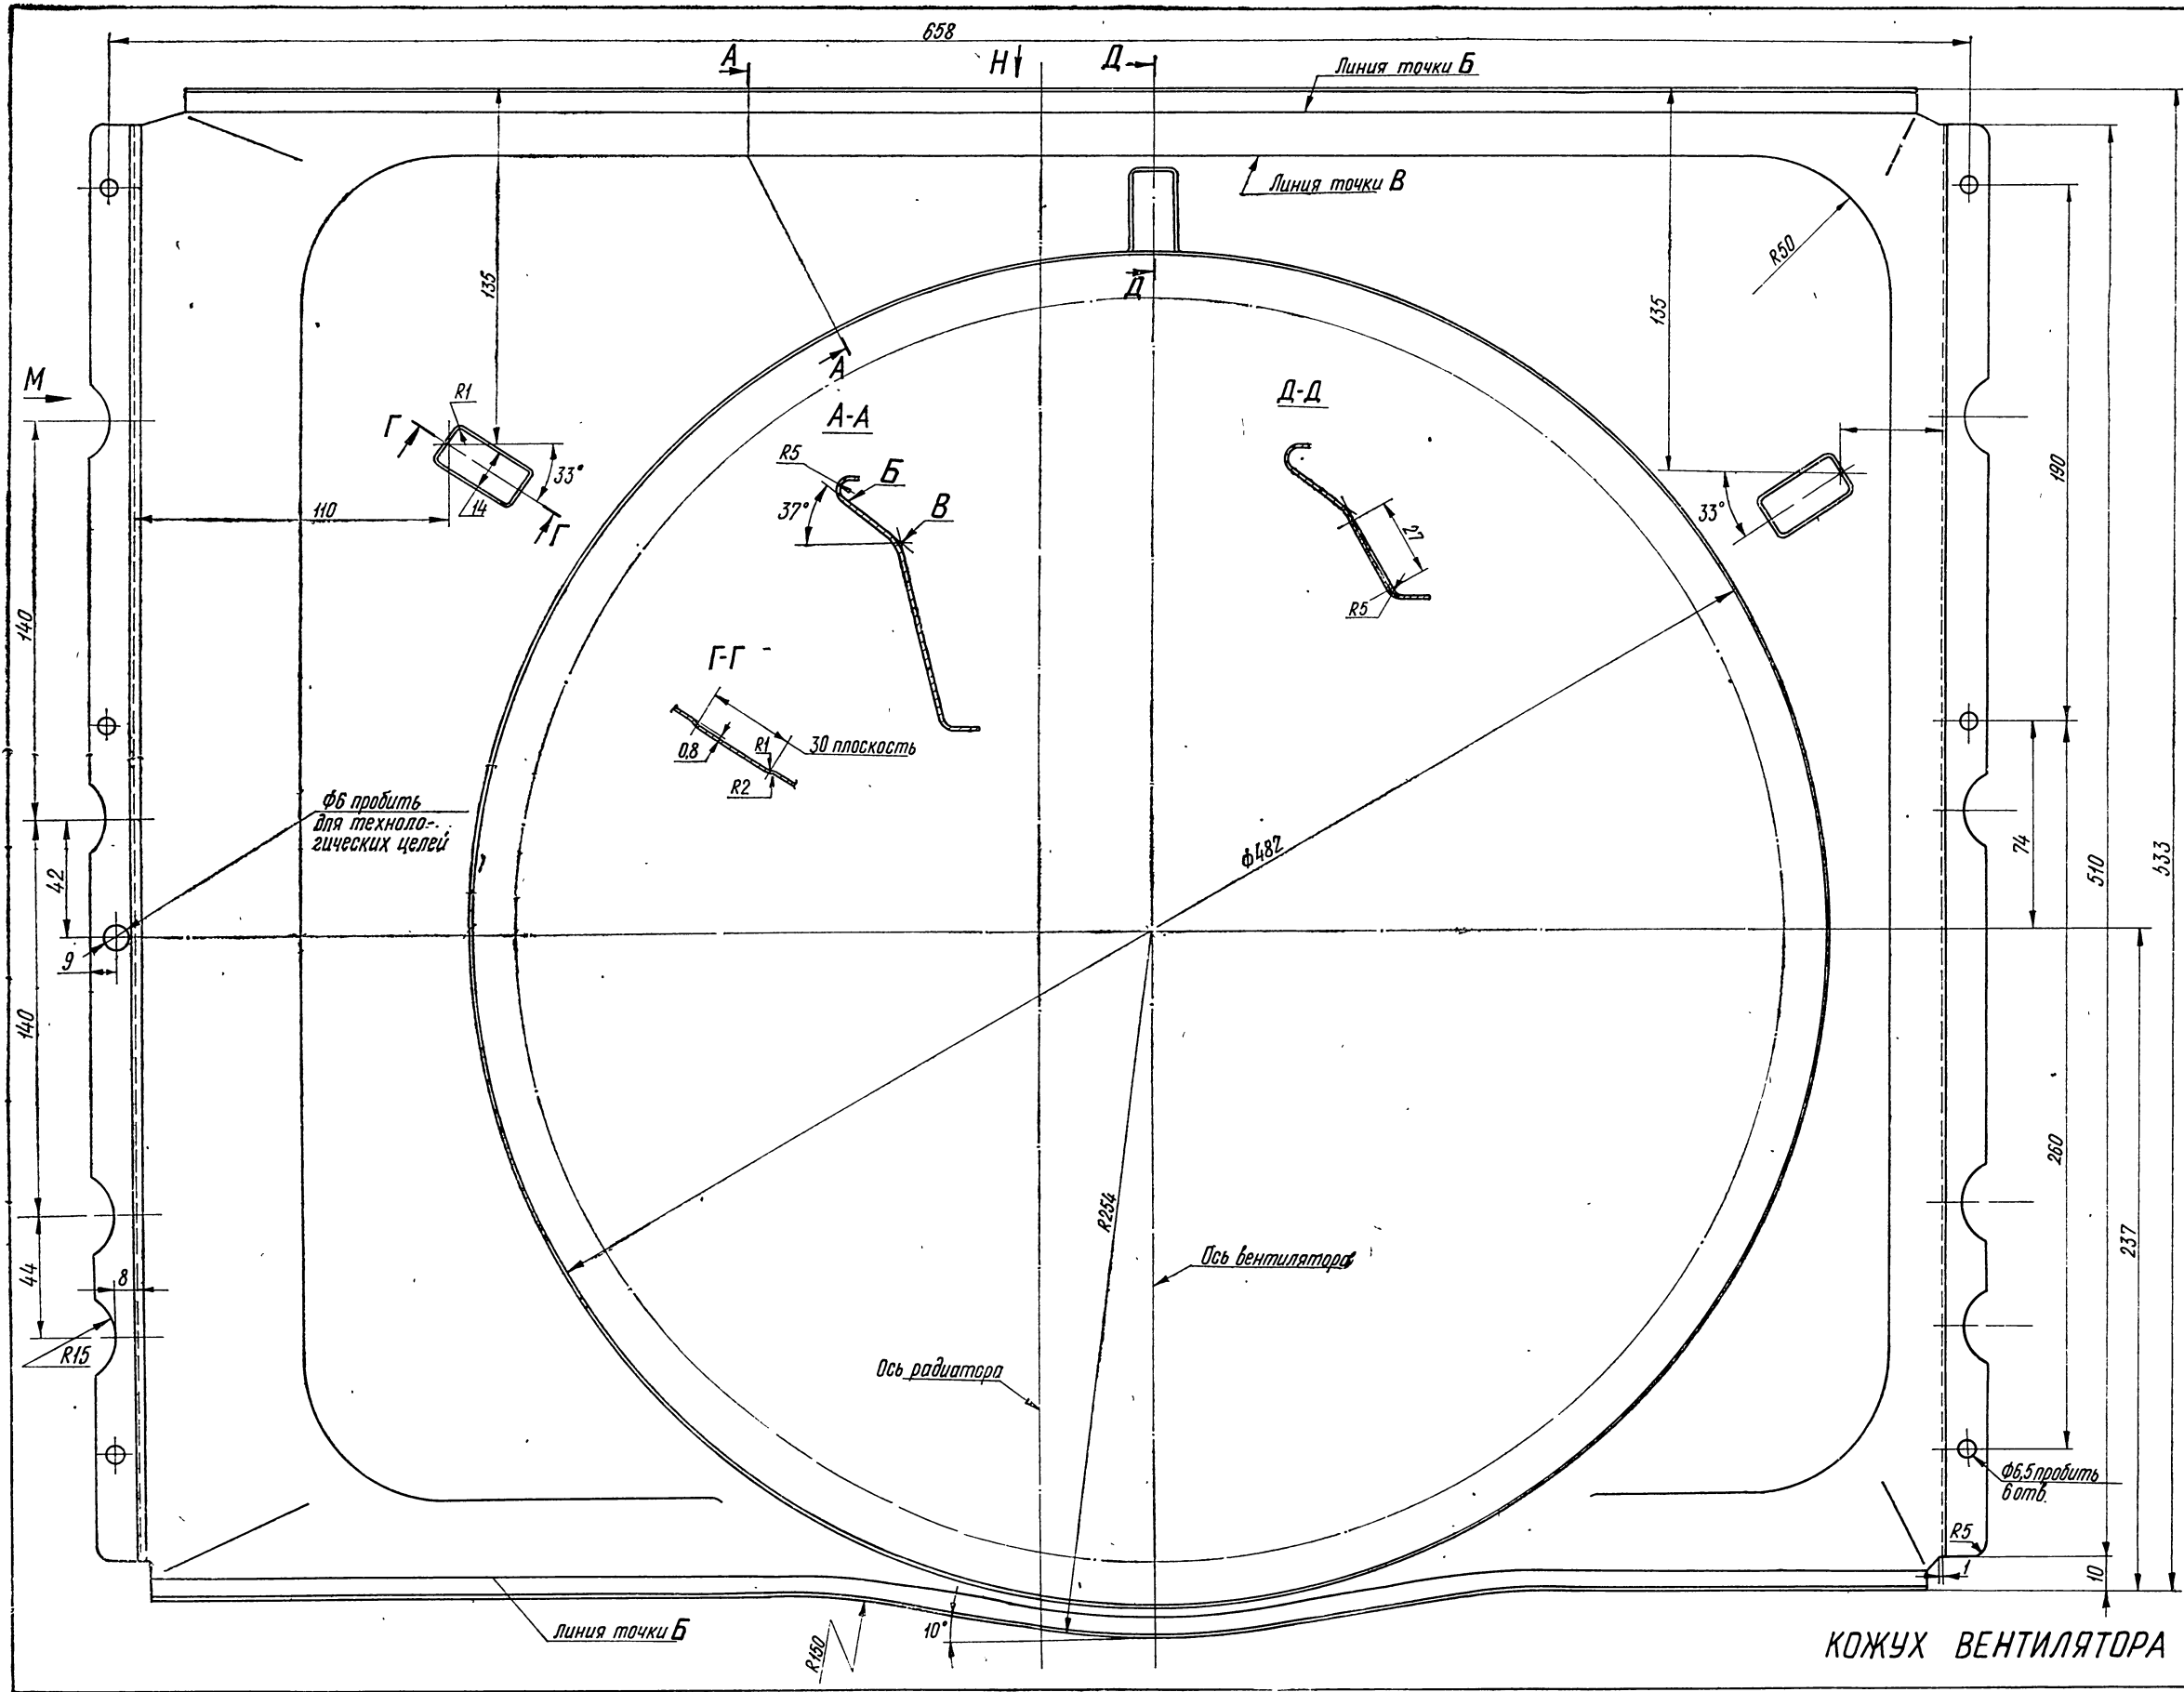 658
А
Н
Д
Линия точки Б
Линия точки В
R50
135
135
Д
А
М
R1
Г
33°
14
Г
110
А-А
R5
Б
37°
В
Д-Д
27
R5
33°
190
140
Г-Г
0,8
R1
30 плоскость
R2
ф6 пробить
для техноло-
гических целей
42
9
ф482
74
510
533
140
260
237
R254
Ось вентилятора
44
8
R15
Ось радиатора
ф6,5 пробить
6 отв.
R5
1
10
Линия точки Б
R150
10°
КОЖУХ ВЕНТИЛЯТОРА